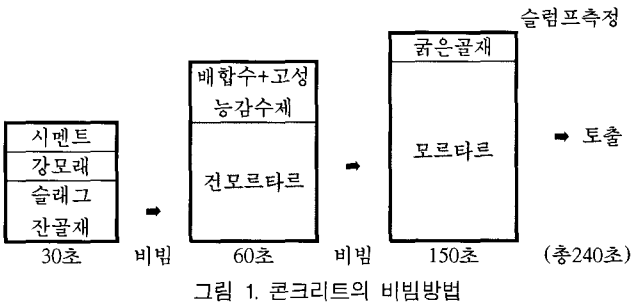 슬럼프측정
굵은골재
배합수+고성
능감수제
시멘트
강모래
슬래그
잔골재
건모르타르
모르타르
➡ 토출
➡
➡
30초 비빔 60초 비빔 150초 (총240초)
그림 1. 콘크리트의 비빔방법